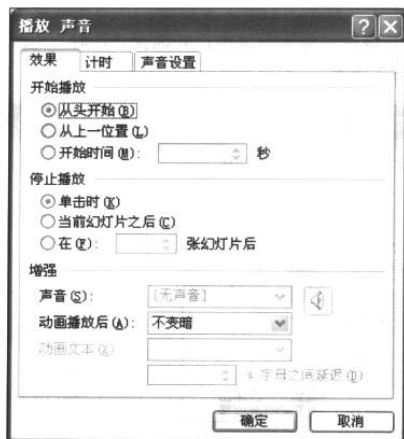 播放 声音
效果 计时 声音设置
开始播放
从头开始(B)
从上一位置(L)
开始时间(M): 秒
停止播放
单击时(K)
当前幻灯片之后(C)
在(F): 张幻灯片后
增强
声音(S): [无声音]
动画播放后(A): 不变暗
动画文本(X)
% 字母之间延迟(D)
确定 取消